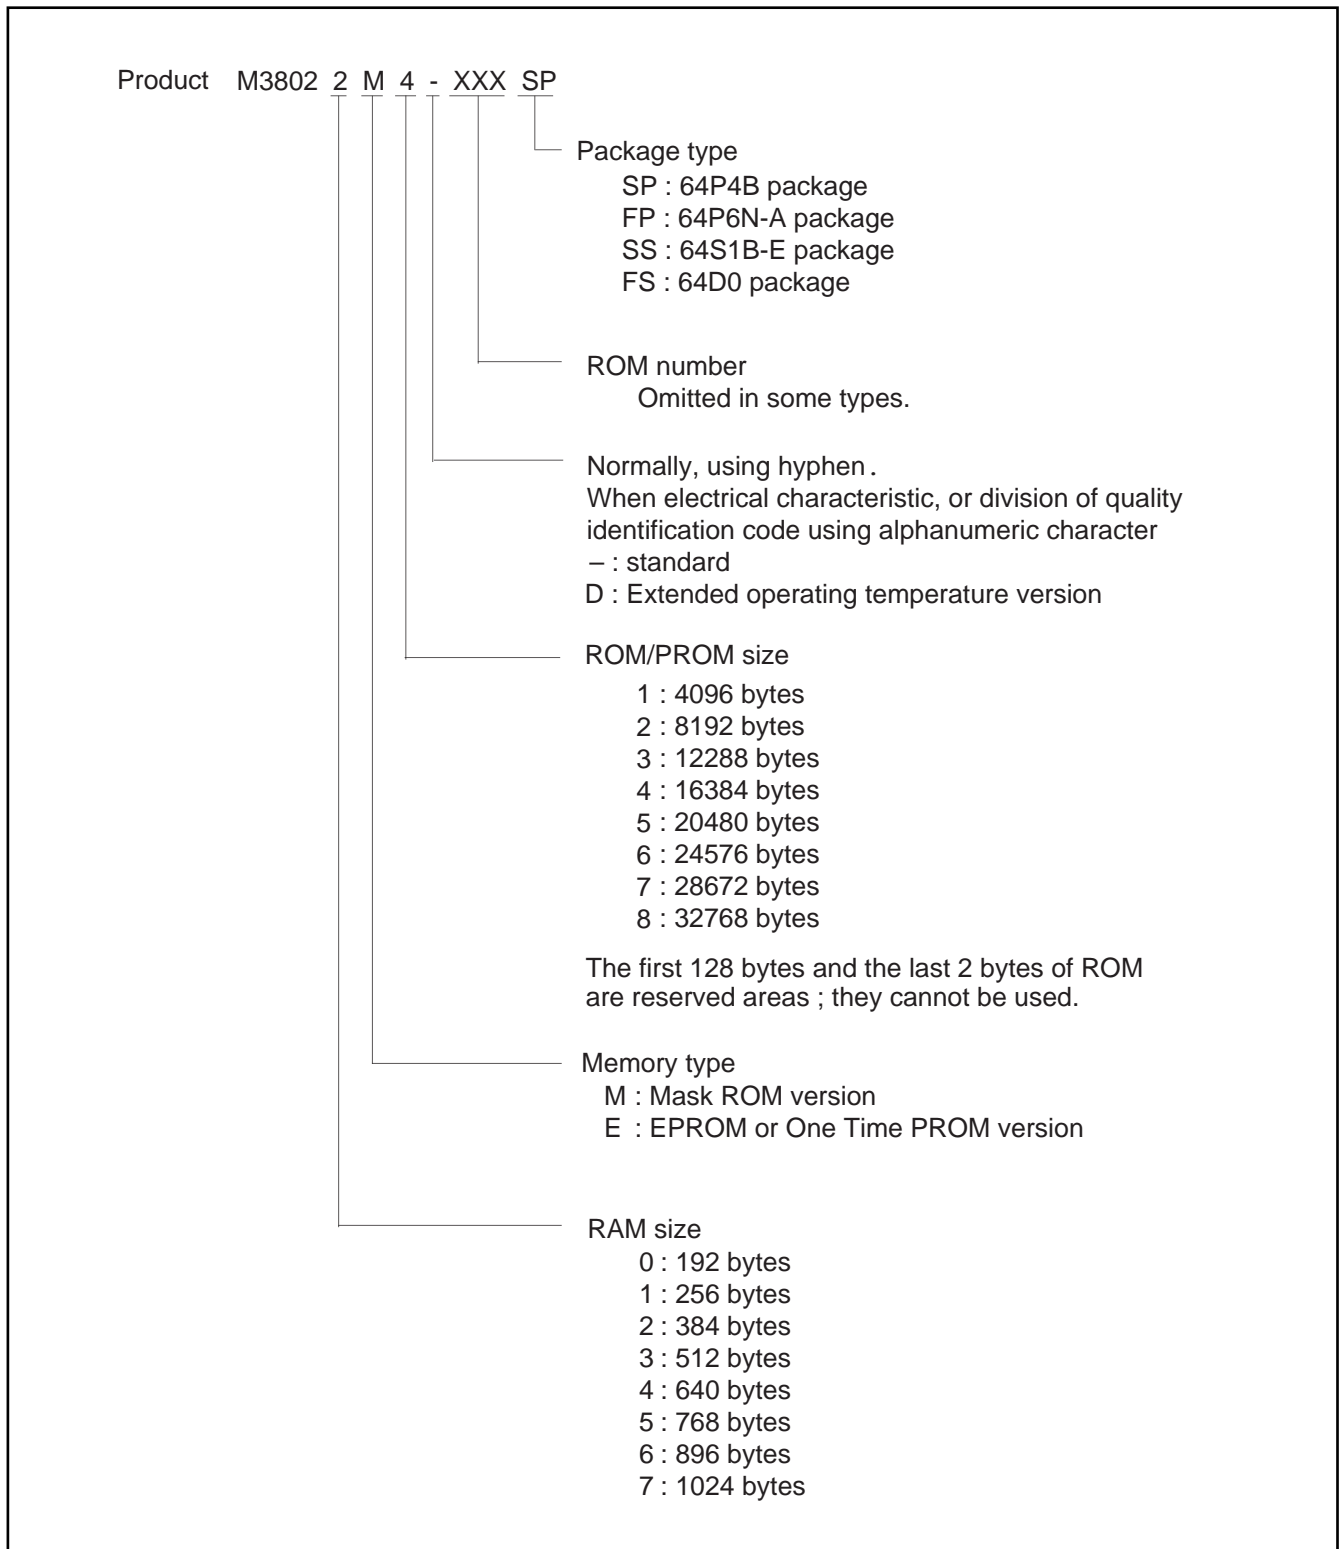 Product M3802 2 M 4 - XXX SP
Package type
SP : 64P4B package
FP : 64P6N-A package
SS : 64S1B-E package
FS : 64D0 package
ROM number
Omitted in some types.
Normally, using hyphen .
When electrical characteristic, or division of quality
identification code using alphanumeric character
– : standard
D : Extended operating temperature version
ROM/PROM size
1 : 4096 bytes
2 : 8192 bytes
3 : 12288 bytes
4 : 16384 bytes
5 : 20480 bytes
6 : 24576 bytes
7 : 28672 bytes
8 : 32768 bytes
The first 128 bytes and the last 2 bytes of ROM
are reserved areas ; they cannot be used.
Memory type
M : Mask ROM version
E : EPROM or One Time PROM version
RAM size
0 : 192 bytes
1 : 256 bytes
2 : 384 bytes
3 : 512 bytes
4 : 640 bytes
5 : 768 bytes
6 : 896 bytes
7 : 1024 bytes